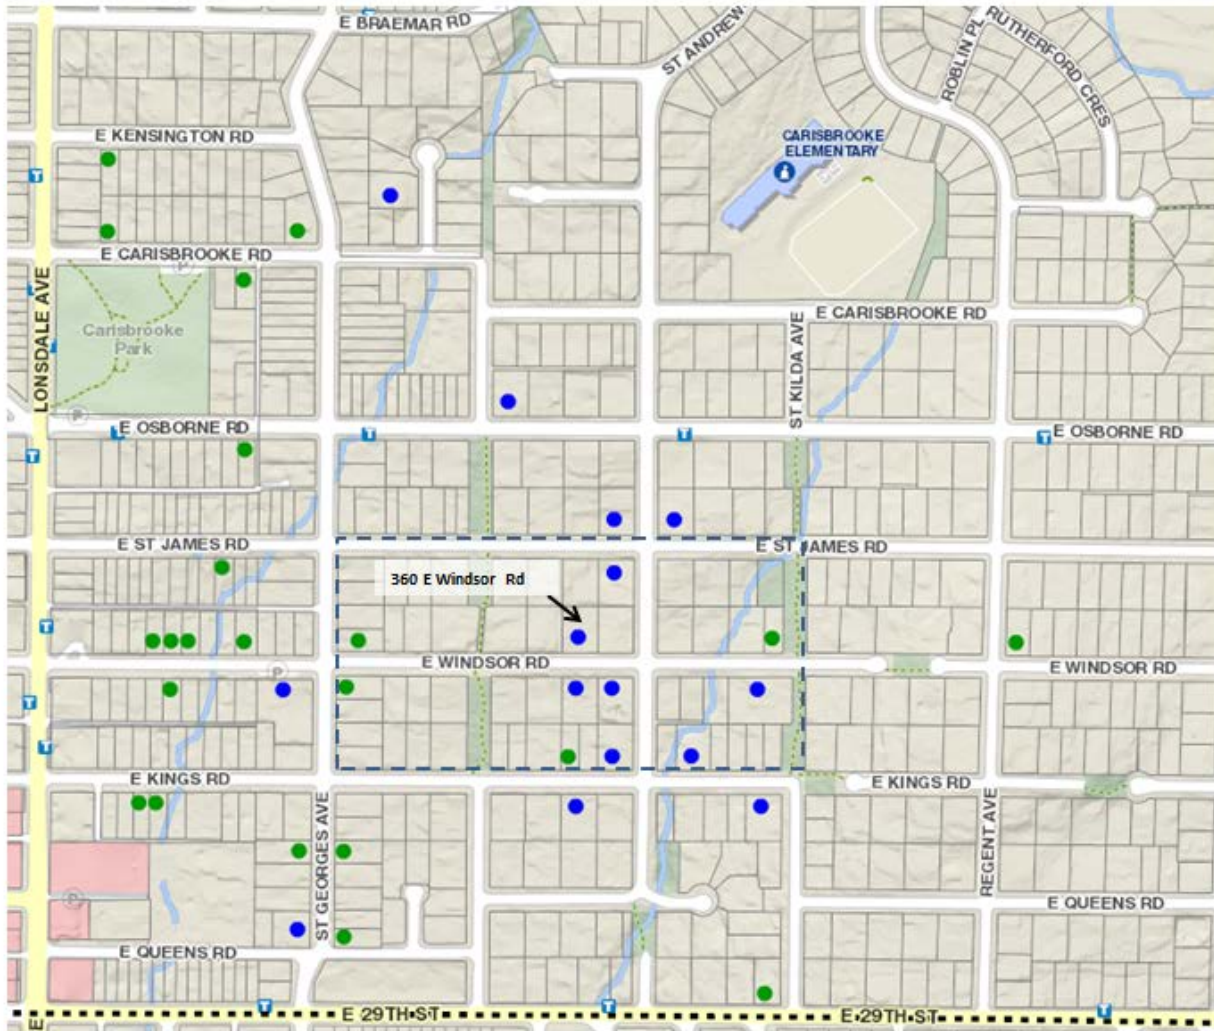 E BRAEMAR RD
ST ANDREW
ROBLIN PL
RUTHERFORD CRES
E KENSINGTON RD
CARISBROOKE
ELEMENTARY
T
E CARISBROOKE RD
P
LONSDALE AVE
Carisbrooke
Park
E CARISBROOKE RD
ST KILDA AVE
P
E OSBORNE RD
T
T
T
E OSBORNE RD
T
T
E ST JAMES RD
E ST JAMES RD
360 E Windsor Rd
T
E WINDSOR RD
E WINDSOR RD
P
T
T
E KINGS RD
E KINGS RD
ST GEORGES AVE
REGENT AVE
P
E QUEENS RD
E QUEENS RD
T
T
T
E 29TH ST
E 29TH ST
E